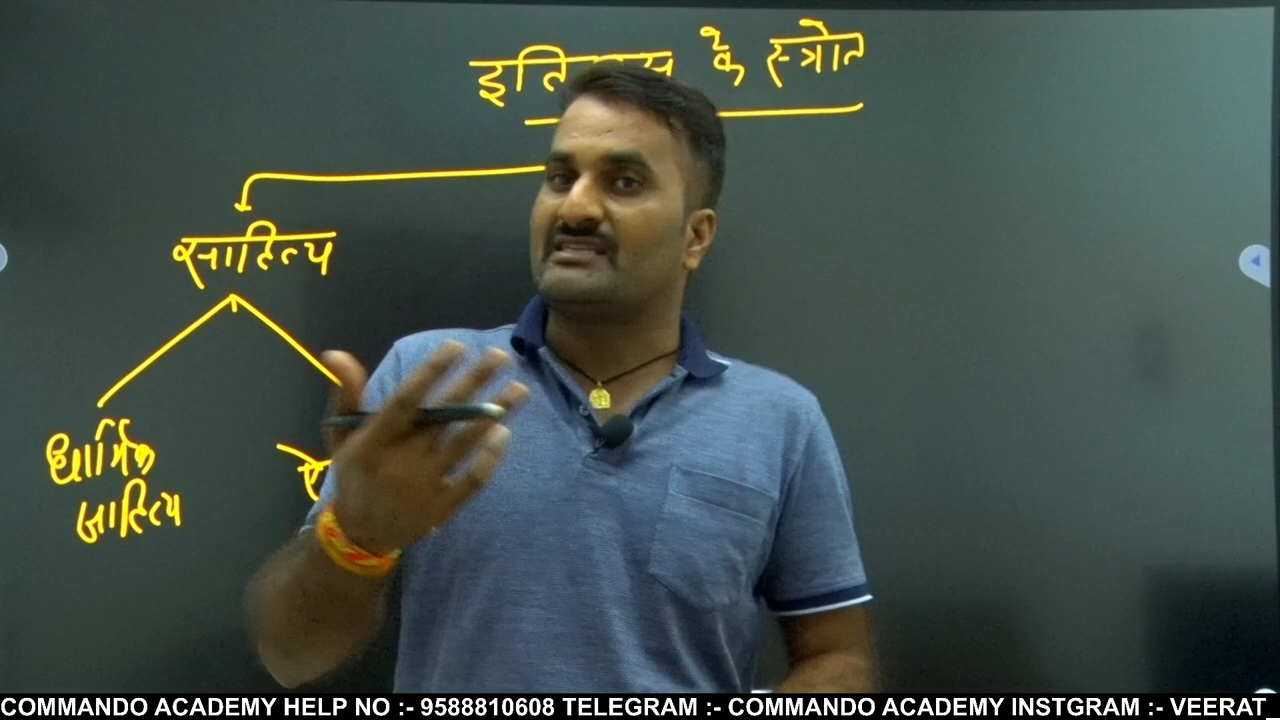 के स्त्रोत
साहित्य
धार्मिक
साहित्य
COMMANDO ACADEMY HELP NO :- 9588810608 TELEGRAM :- COMMANDO ACADEMY INSTGRAM :- VEERAT